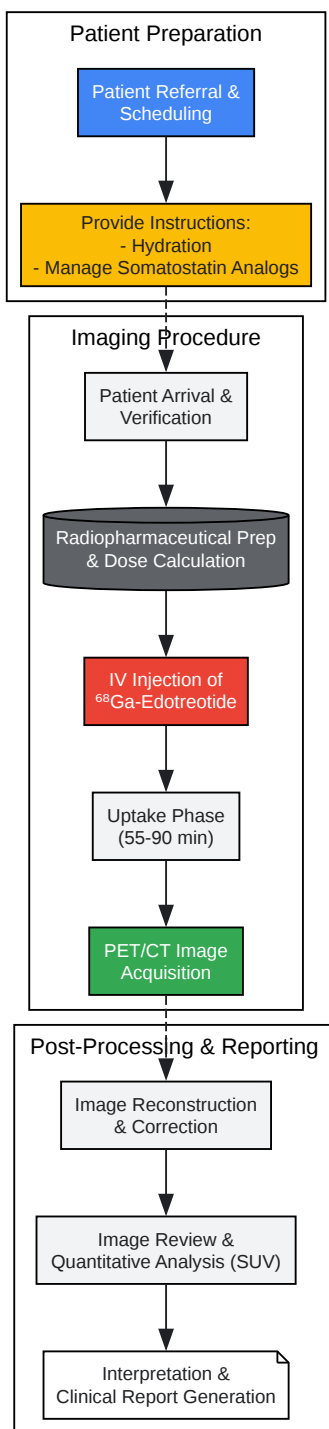 Patient Preparation
Patient Referral &
Scheduling
Provide Instructions:
- Hydration
- Manage Somatostatin Analogs
Imaging Procedure
Patient Arrival &
Verification
Radiopharmaceutical Prep
& Dose Calculation
IV Injection of
⁶⁸Ga-Edotreotide
Uptake Phase
(55-90 min)
PET/CT Image
Acquisition
Post-Processing & Reporting
Image Reconstruction
& Correction
Image Review &
Quantitative Analysis (SUV)
Interpretation &
Clinical Report Generation